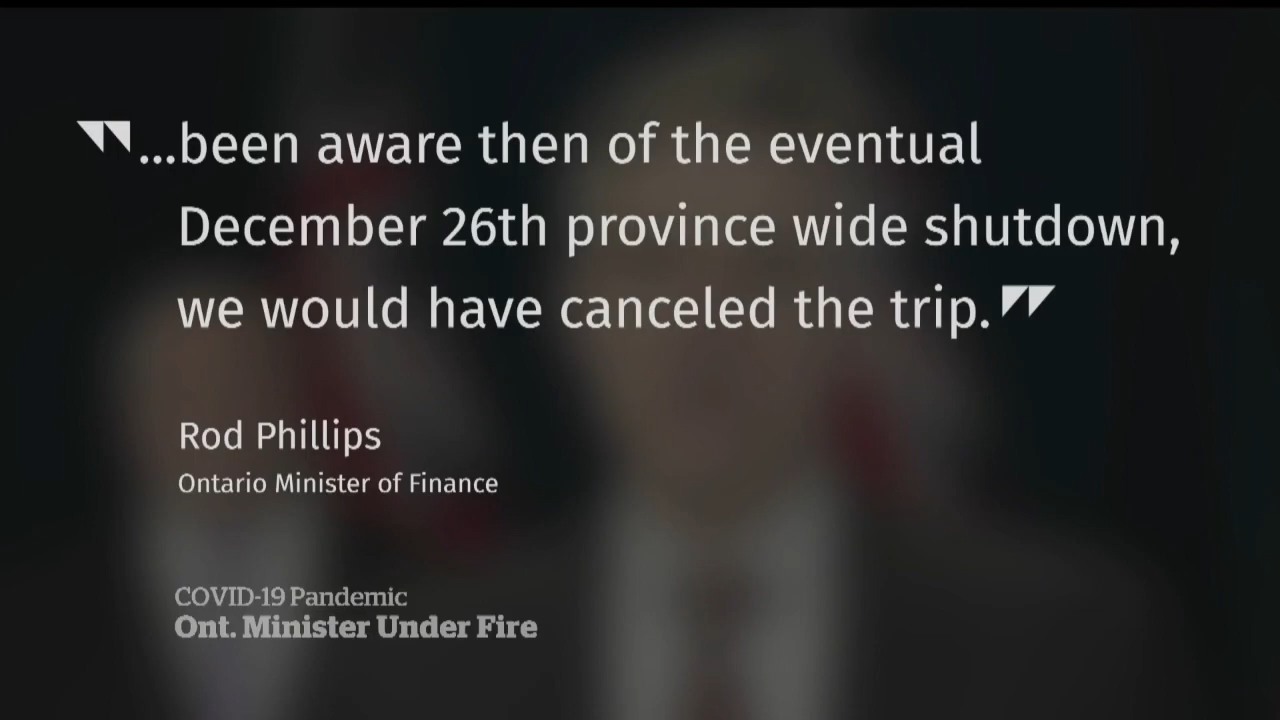 "...been aware then of the eventual
December 26th province wide shutdown,
we would have canceled the trip."
Rod Phillips
Ontario Minister of Finance
COVID-19 Pandemic
Ont. Minister Under Fire